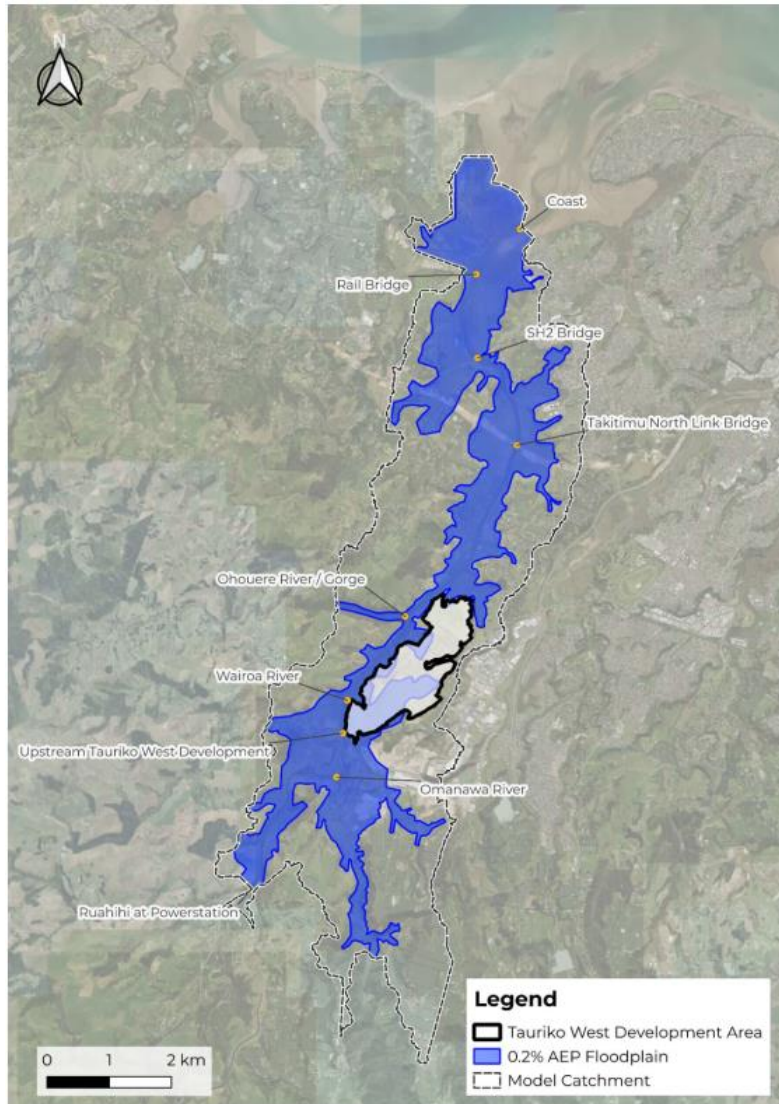 N
Coast
Rail Bridge
SH2 Bridge
Takitimu North Link Bridge
Ohouere River / Gorge
Wairoa River
Upstream Tauriko West Development
Omanawa River
Ruahihi at Powerstation
Legend
Tauriko West Development Area
0.2% AEP Floodplain
Model Catchment
0 1 2 km